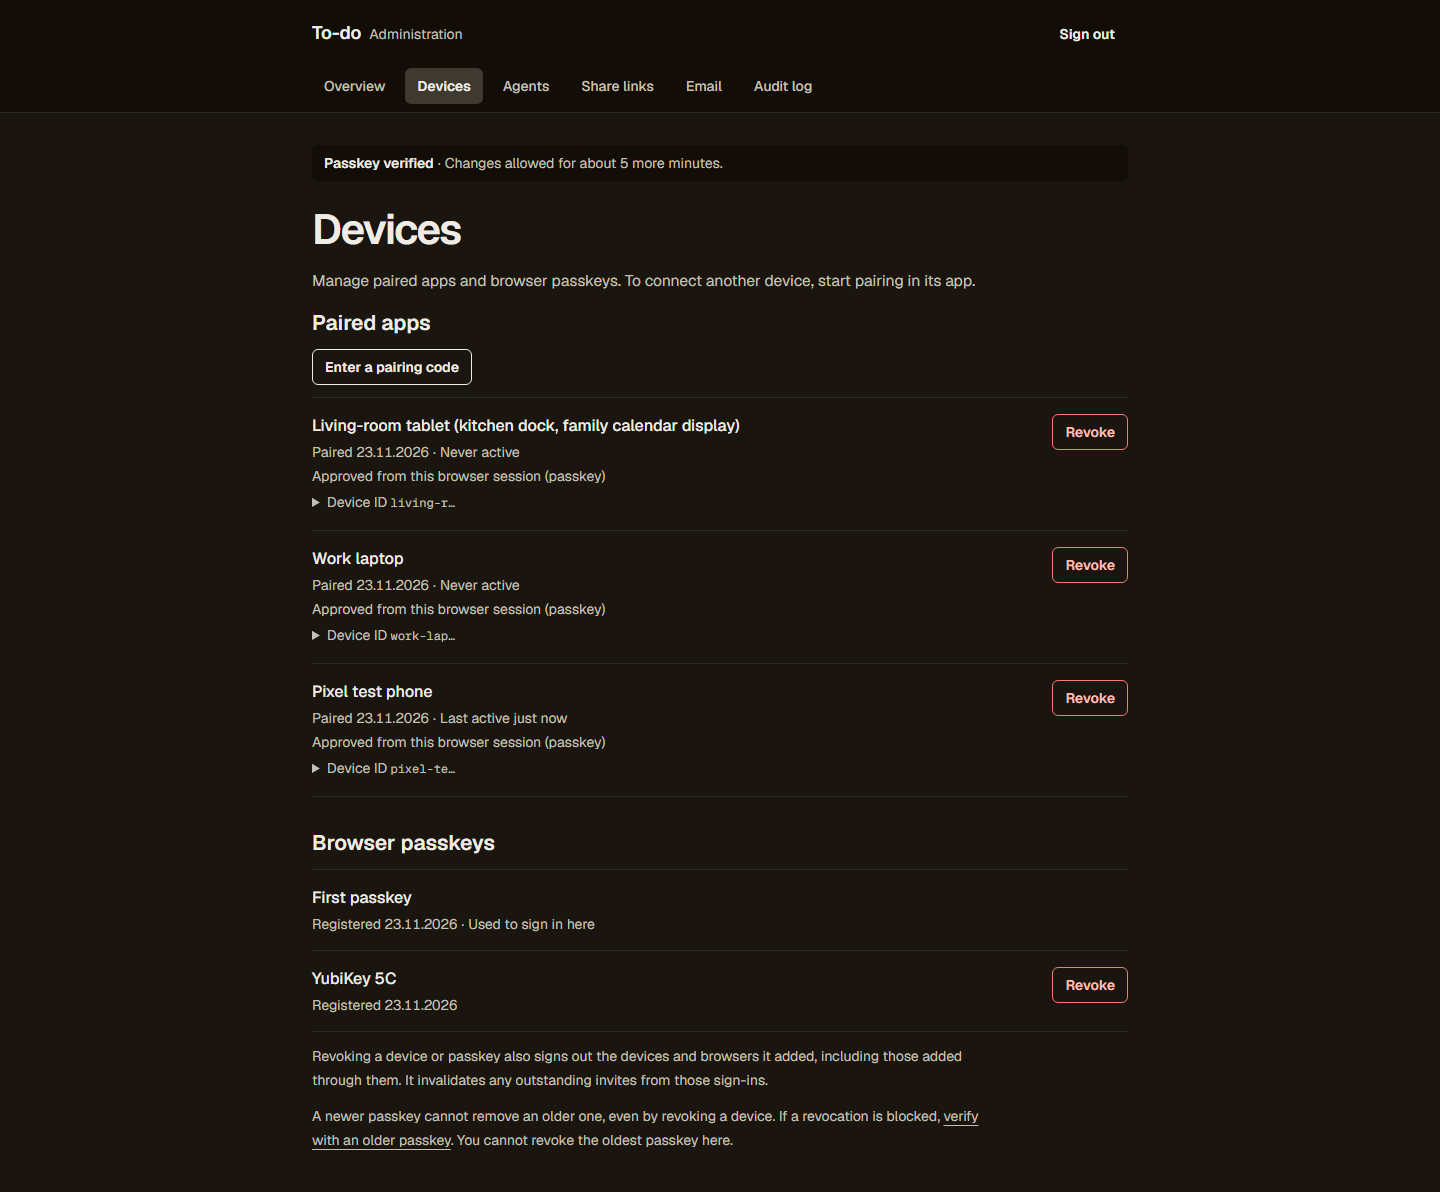 To-do Administration
Sign out
Overview Devices Agents Share links Email Audit log
Passkey verified · Changes allowed for about 5 more minutes.
Devices
Manage paired apps and browser passkeys. To connect another device, start pairing in its app.
Paired apps
Enter a pairing code
Living-room tablet (kitchen dock, family calendar display)
Revoke
Paired 23.11.2026 · Never active
Approved from this browser session (passkey)
Device ID living-r…
Work laptop
Revoke
Paired 23.11.2026 · Never active
Approved from this browser session (passkey)
Device ID work-lap…
Pixel test phone
Revoke
Paired 23.11.2026 · Last active just now
Approved from this browser session (passkey)
Device ID pixel-te…
Browser passkeys
First passkey
Registered 23.11.2026 · Used to sign in here
YubiKey 5C
Revoke
Registered 23.11.2026
Revoking a device or passkey also signs out the devices and browsers it added, including those added
through them. It invalidates any outstanding invites from those sign-ins.
A newer passkey cannot remove an older one, even by revoking a device. If a revocation is blocked, verify
with an older passkey. You cannot revoke the oldest passkey here.